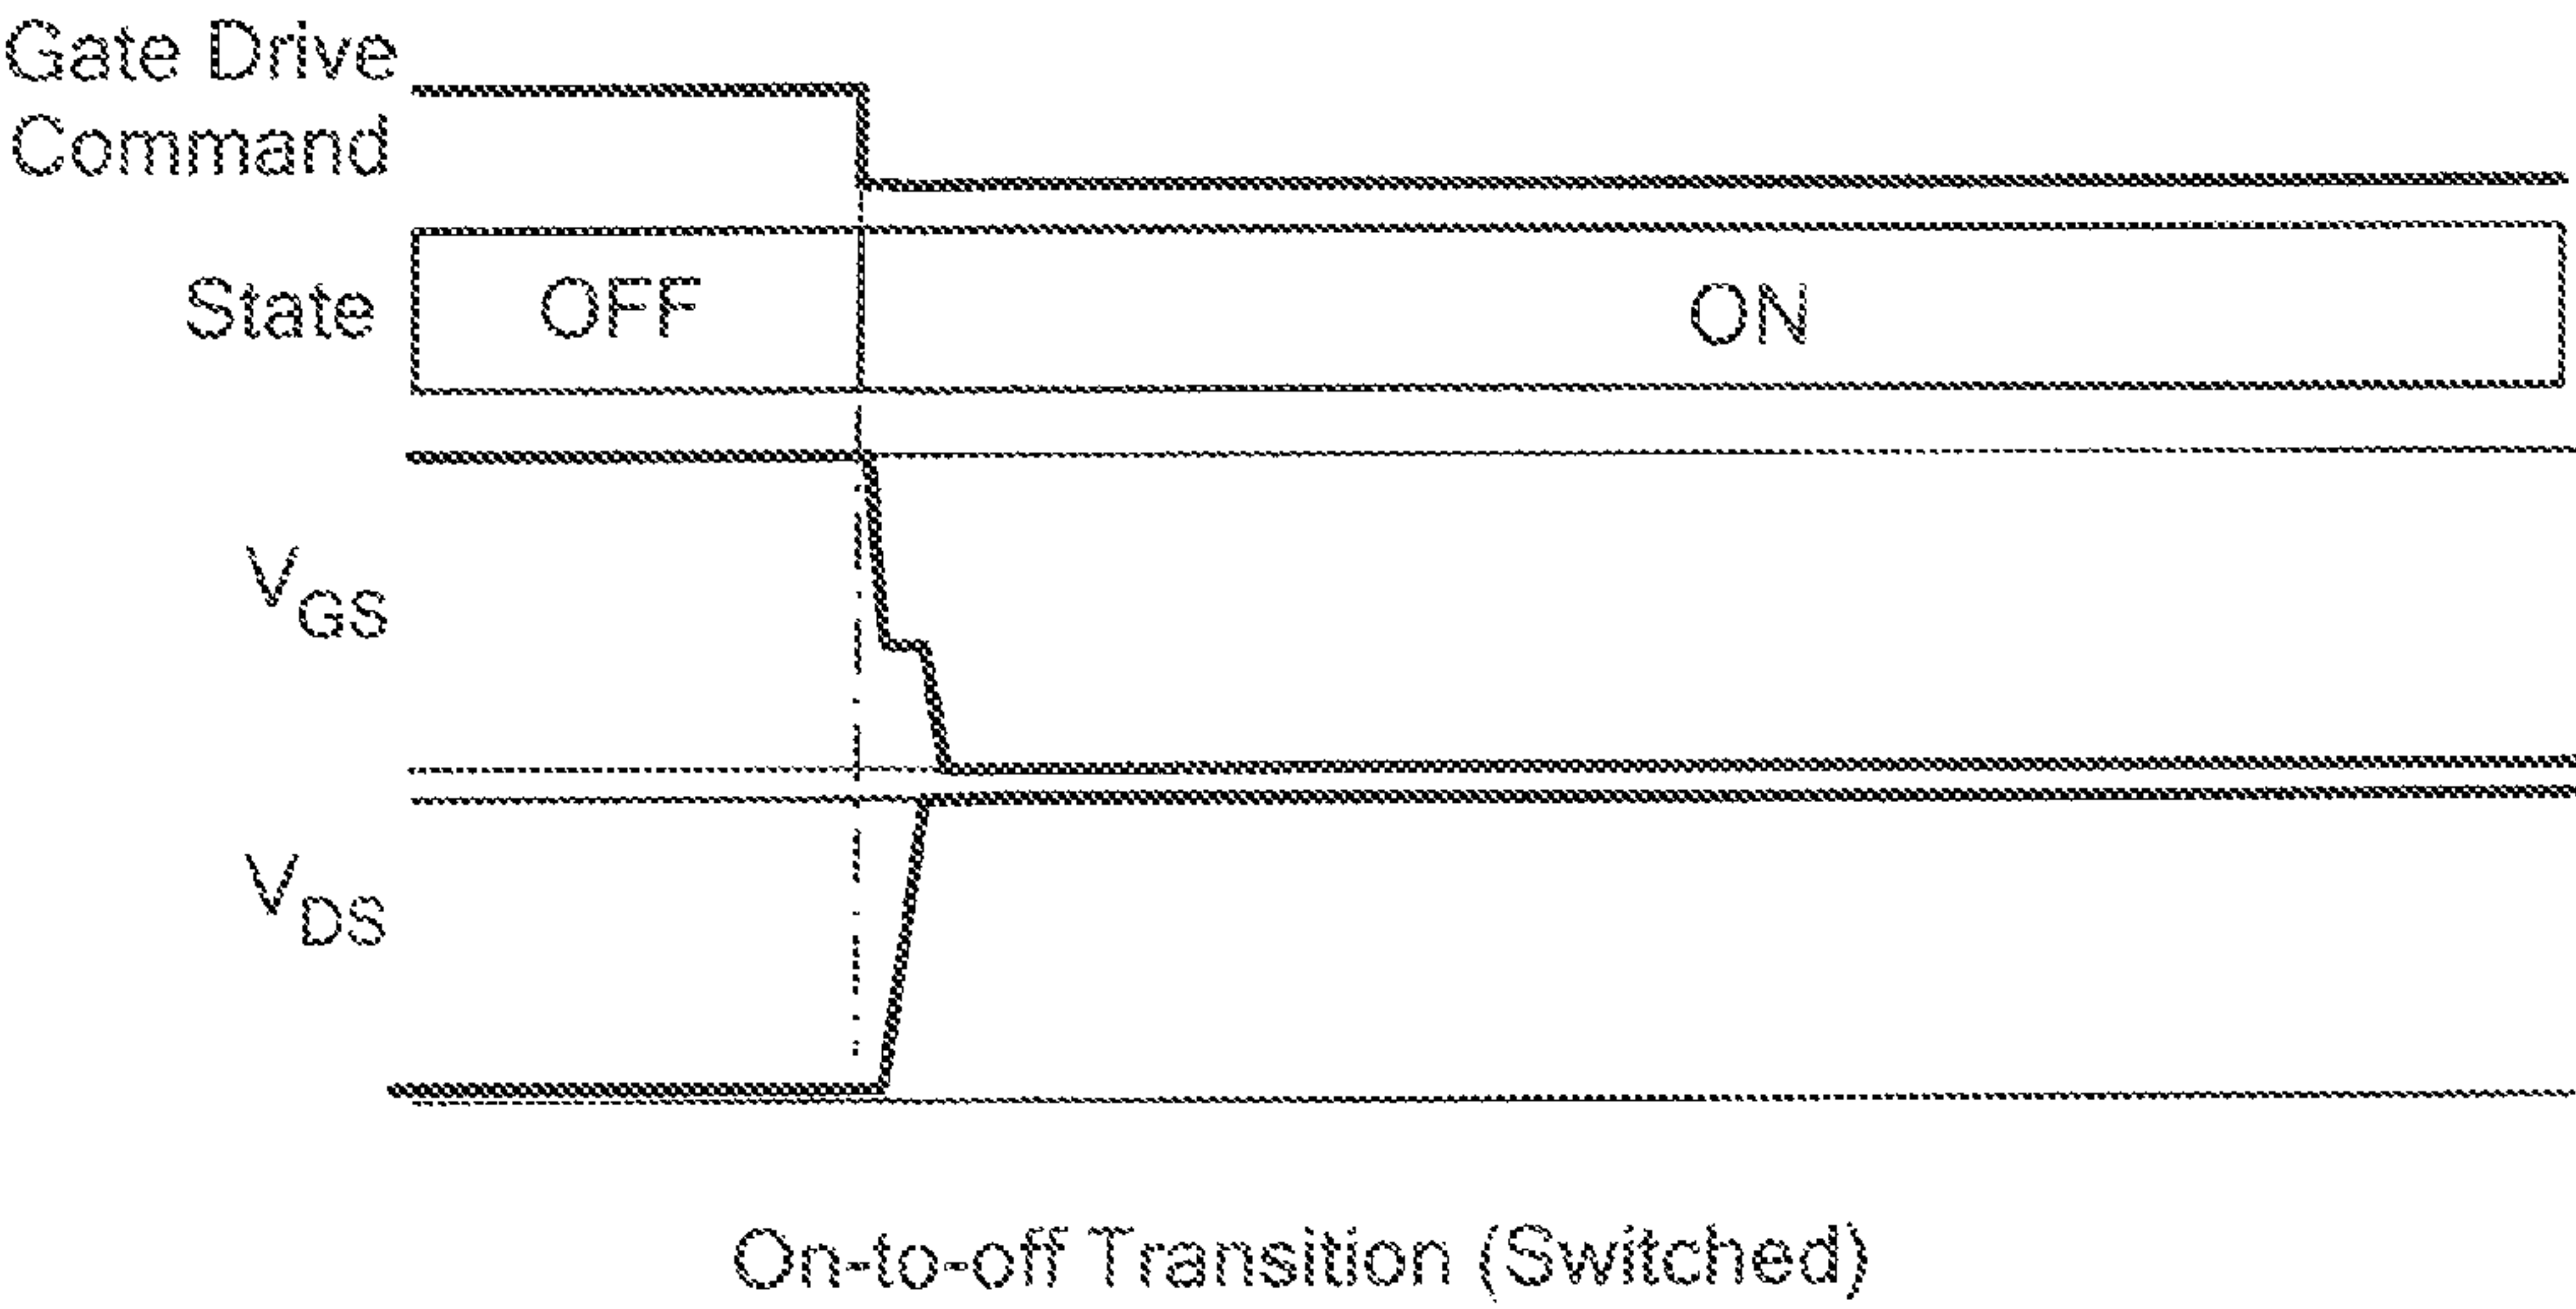 Gate Drive
Command
State
OFF
ON
VGS
VDS
On-to-off Transition (Switched)